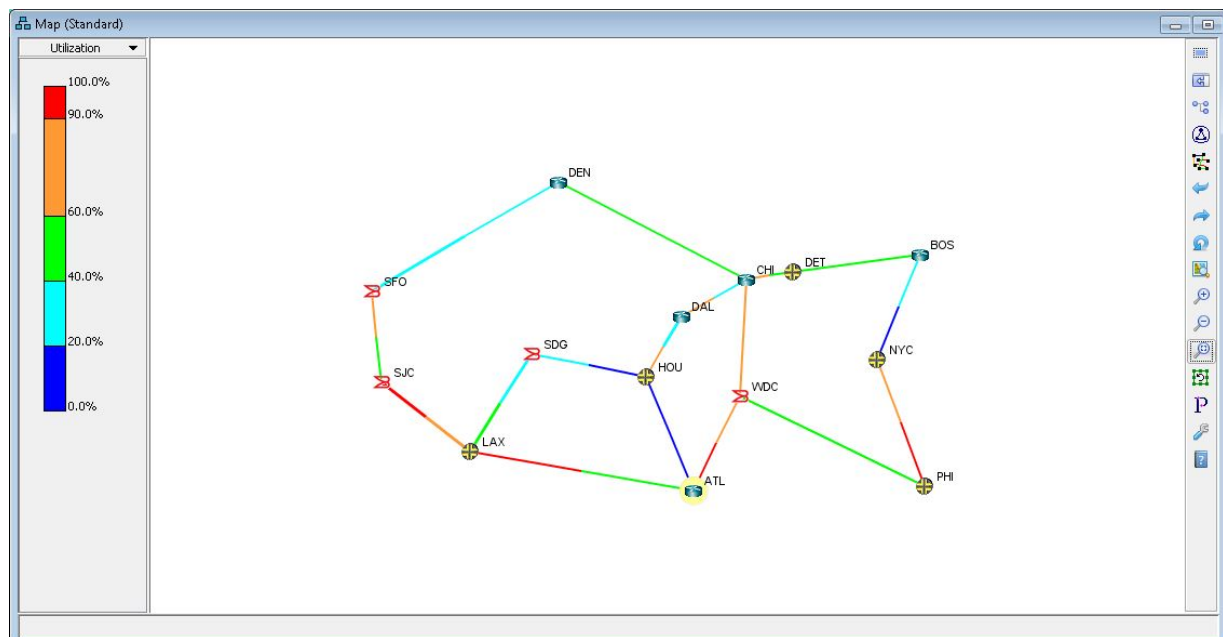 Map (Standard)
Utilization
100.0%
90.0%
60.0%
40.0%
20.0%
0.0%
DEN
BOS
DET
CHI
SFO
DAL
SDG
NYC
HOU
SJC
WDC
LAX
ATL
PHI
P
?